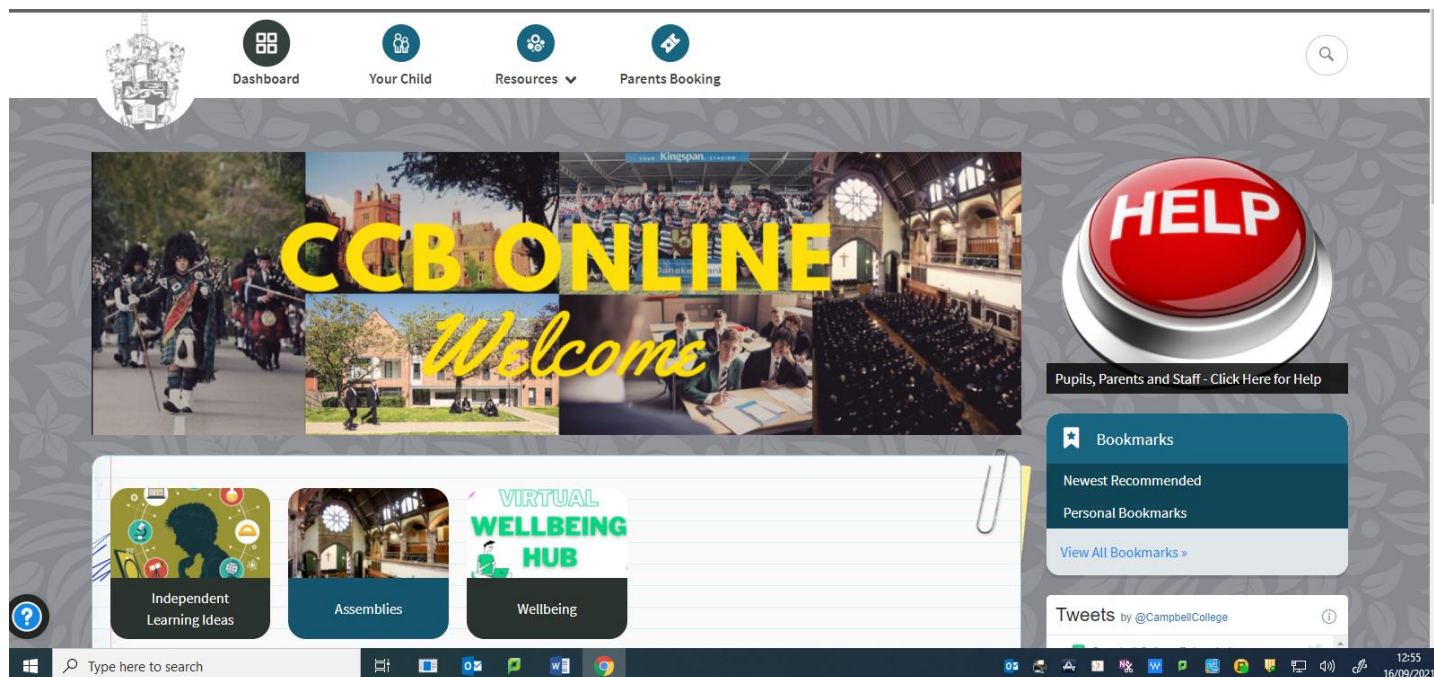 Dashboard
Your Child
Resources
Parents Booking
YOUR Kingspan STADIUM
CCB ONLINE
Welcome
HELP
Pupils, Parents and Staff - Click Here for Help
Bookmarks
Newest Recommended
Personal Bookmarks
View All Bookmarks »
VIRTUAL
WELLBEING
HUB
Independent
Learning Ideas
Assemblies
Wellbeing
Tweets by @CampbellCollege
?
Type here to search
12:55
16/09/2021